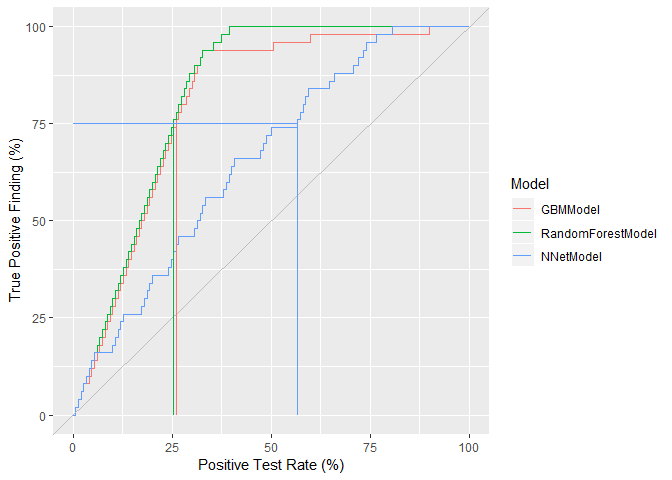 100
75
50
25
0
True Positive Finding (%)
0
25
50
75
100
Positive Test Rate (%)
Model
GBMModel
RandomForestModel
NNetModel